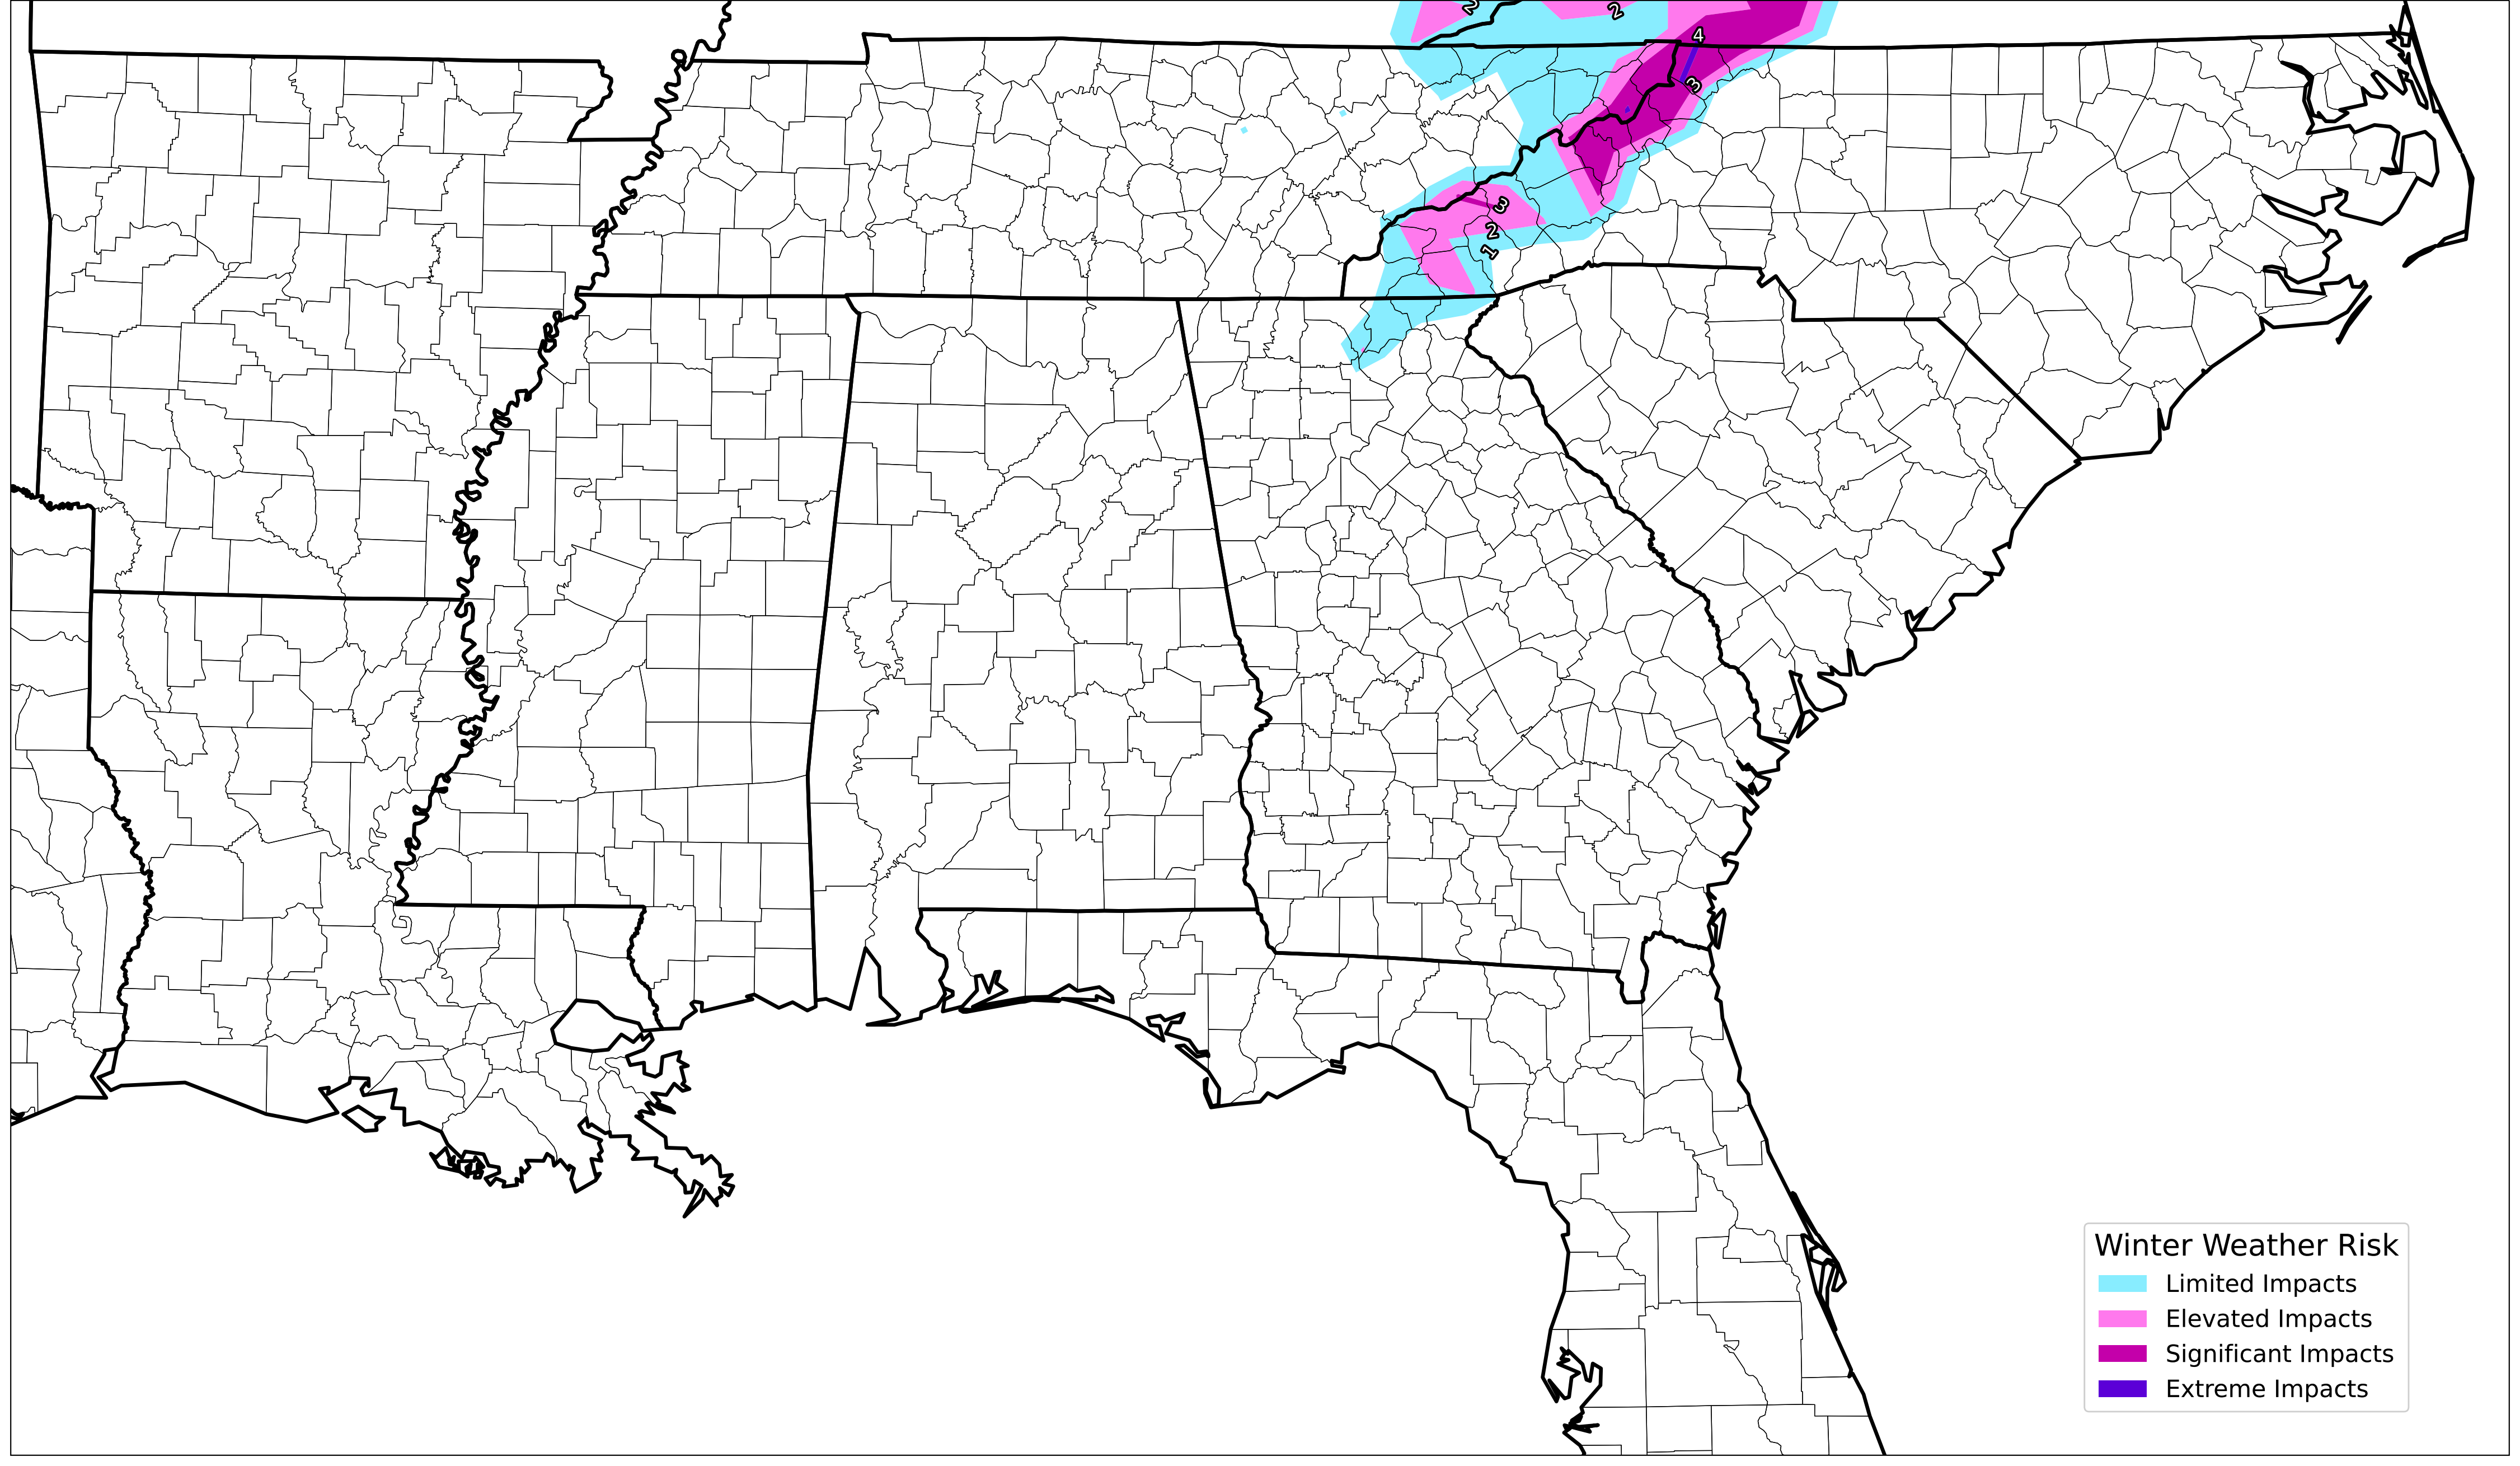 2
2
4
3
3
2
1
Winter Weather Risk
Limited Impacts
Elevated Impacts
Significant Impacts
Extreme Impacts